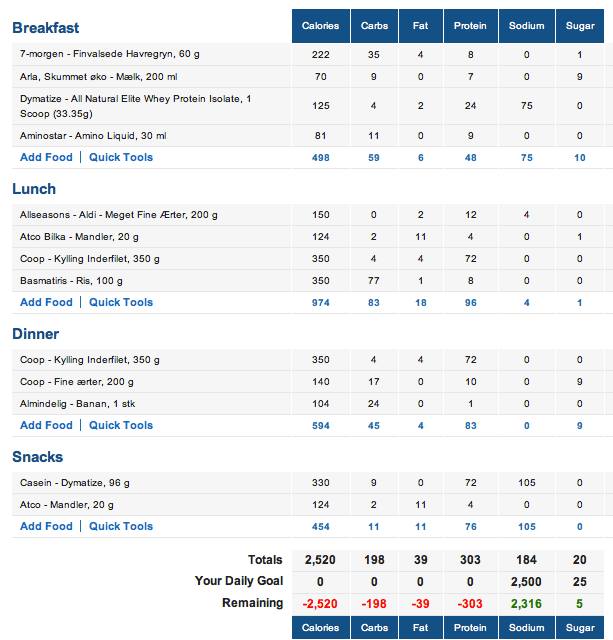 Breakfast Calories Carbs Fat Protein Sodium Sugar
7-morgen - Finvalsede Havregryn, 60 g 222 35 4 8 0 1
Arla, Skummet øko - Mælk, 200 ml 70 9 0 7 0 9
Dymatize - All Natural Elite Whey Protein Isolate, 1
Scoop (33.35g) 125 4 2 24 75 0
Aminostar - Amino Liquid, 30 ml 81 11 0 9 0 0
Add Food | Quick Tools 498 59 6 48 75 10
Lunch
Allseasons - Aldi - Meget Fine Ærter, 200 g 150 0 2 12 4 0
Atco Bilka - Mandler, 20 g 124 2 11 4 0 1
Coop - Kylling Inderfilet, 350 g 350 4 4 72 0 0
Basmatiris - Ris, 100 g 350 77 1 8 0 0
Add Food | Quick Tools 974 83 18 96 4 1
Dinner
Coop - Kylling Inderfilet, 350 g 350 4 4 72 0 0
Coop - Fine ærter, 200 g 140 17 0 10 0 9
Almindelig - Banan, 1 stk 104 24 0 1 0 0
Add Food | Quick Tools 594 45 4 83 0 9
Snacks
Casein - Dymatize, 96 g 330 9 0 72 105 0
Atco - Mandler, 20 g 124 2 11 4 0 0
Add Food | Quick Tools 454 11 11 76 105 0
Totals 2,520 198 39 303 184 20
Your Daily Goal 0 0 0 0 2,500 25
Remaining -2,520 -198 -39 -303 2,316 5
Calories Carbs Fat Protein Sodium Sugar